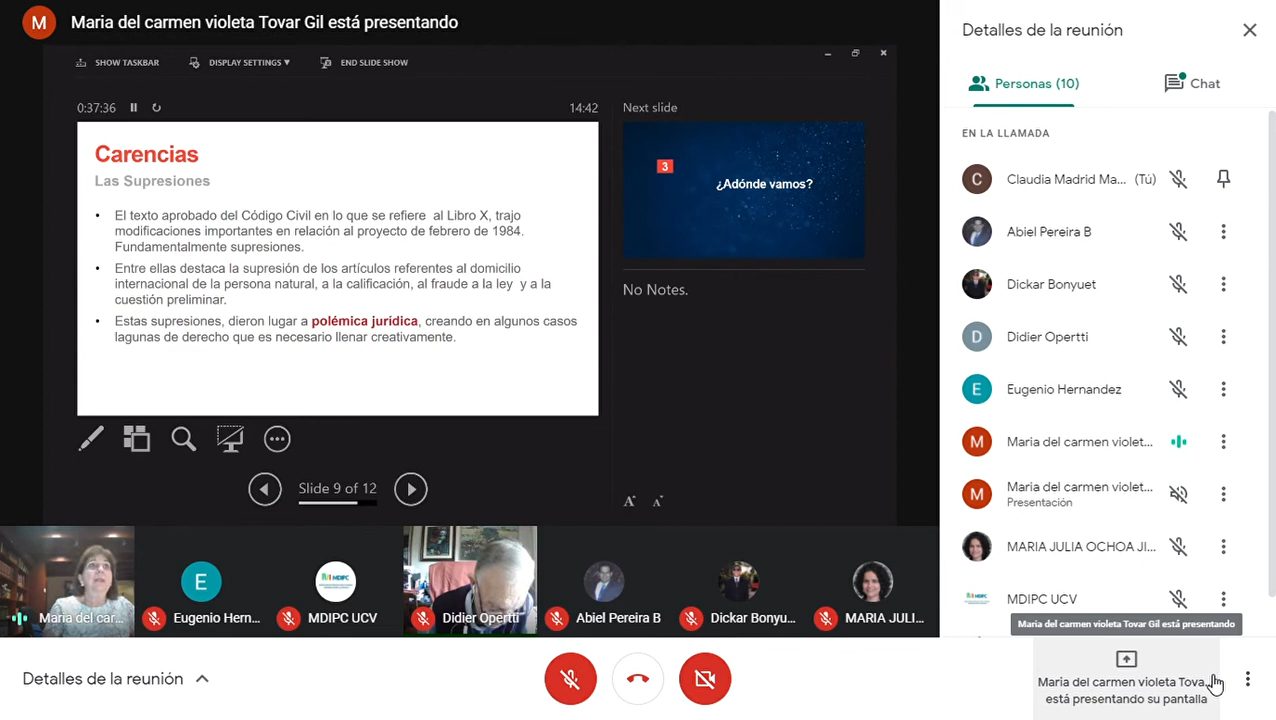 M
Maria del carmen violeta Tovar Gil está presentando
SHOW TASKBAR
DISPLAY SETTINGS ▾
END SLIDE SHOW
0:37:36
14:42
Carencias
Las Supresiones
• El texto aprobado del Código Civil en lo que se refiere al Libro X, trajo
modificaciones importantes en relación al proyecto de febrero de 1984.
Fundamentalmente supresiones.
• Entre ellas destaca la supresión de los artículos referentes al domicilio
internacional de la persona natural, a la calificación, al fraude a la ley y a la
cuestión preliminar.
• Estas supresiones, dieron lugar a polémica jurídica, creando en algunos casos
lagunas de derecho que es necesario llenar creativamente.
Next slide
3
¿Adónde vamos?
No Notes.
Slide 9 of 12
A A
Maria del car...
E
Eugenio Hern...
MDIPC
MDIPC UCV
Didier Opertti
Abiel Pereira B
Dickar Bonyu...
MARIA JULI...
Detalles de la reunión
Personas (10)
Chat
EN LA LLAMADA
C
Claudia Madrid Ma... (Tú)
Abiel Pereira B
Dickar Bonyuet
D
Didier Opertti
E
Eugenio Hernandez
M
Maria del carmen violet...
M
Maria del carmen violet...
Presentación
MARIA JULIA OCHOA JI...
MDIPC UCV
Maria del carmen violeta Tovar Gil está presentando
Detalles de la reunión
Maria del carmen violeta Tova...
está presentando su pantalla